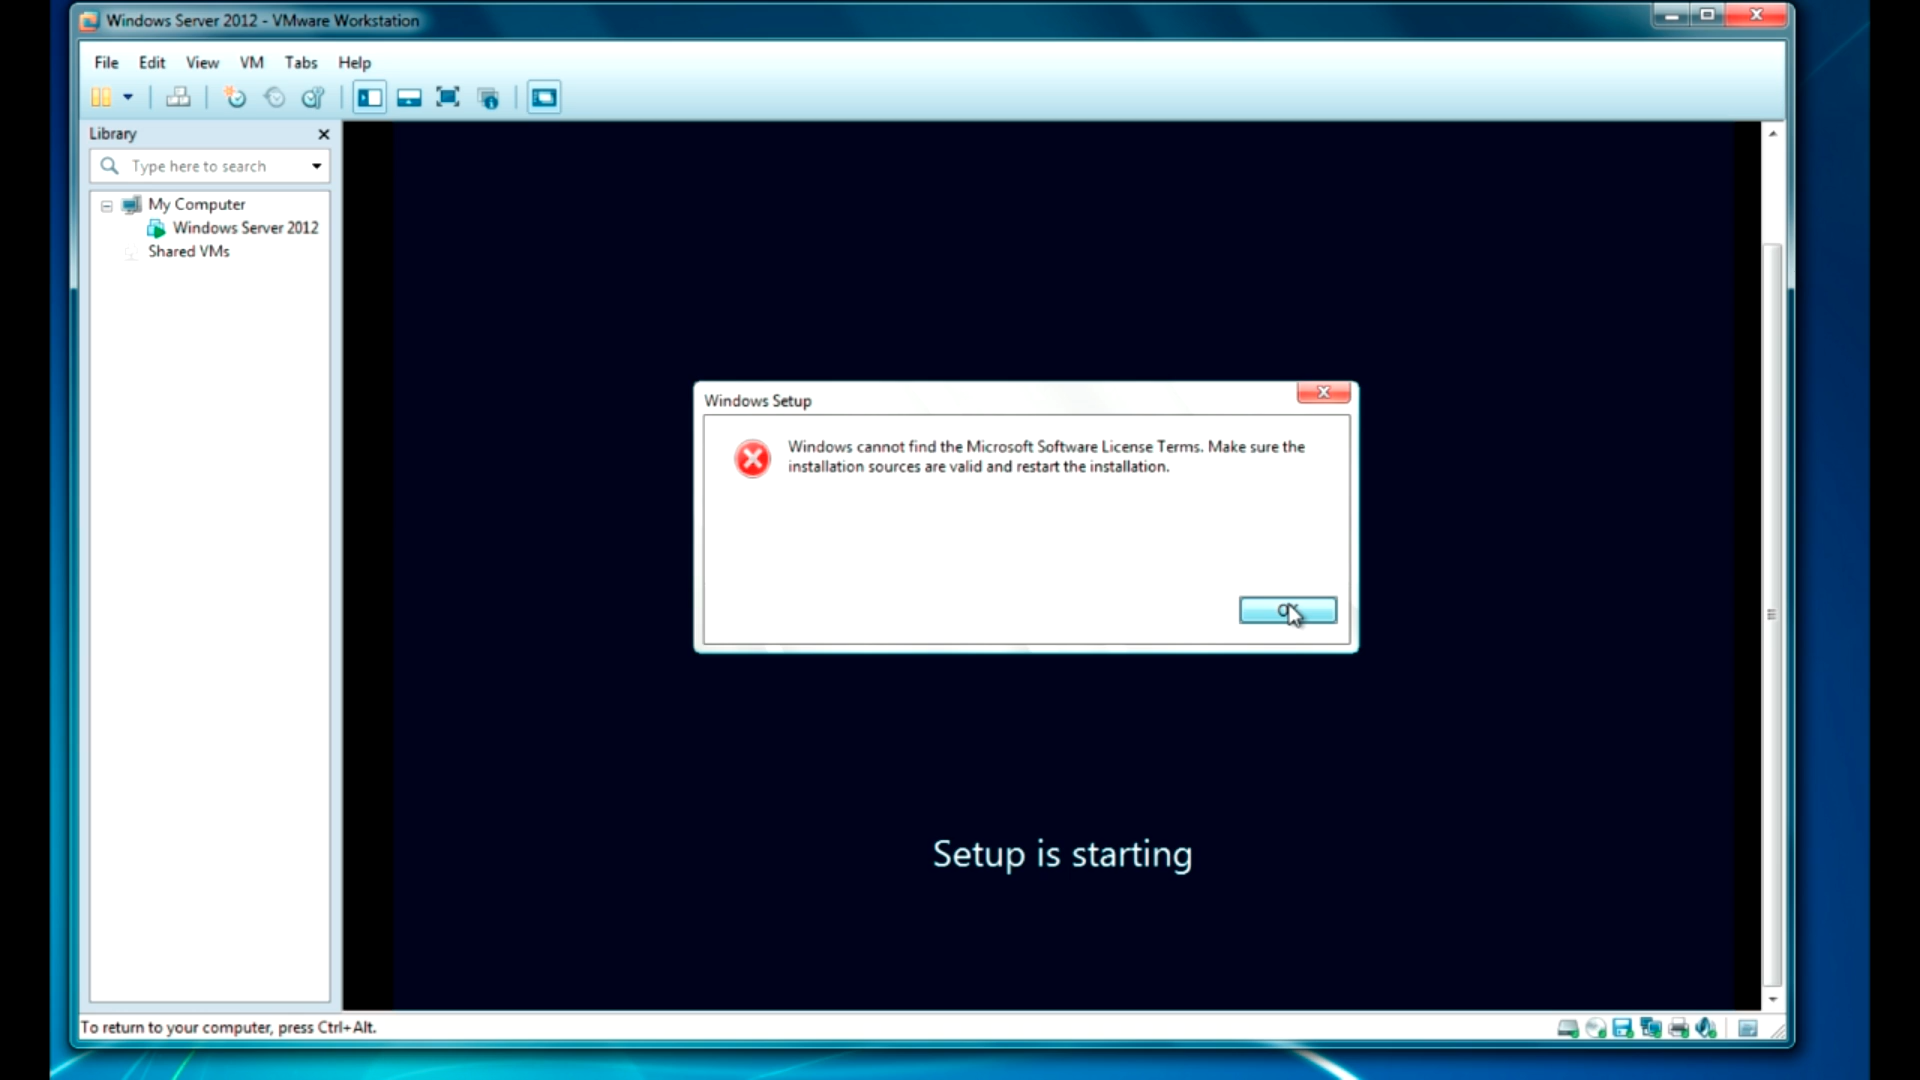 Windows Server 2012 - VMware Workstation
File Edit View VM Tabs Help
Library
Type here to search
My Computer
Windows Server 2012
Shared VMs
Windows Setup
Windows cannot find the Microsoft Software License Terms. Make sure the
installation sources are valid and restart the installation.
Setup is starting
To return to your computer, press Ctrl+Alt.